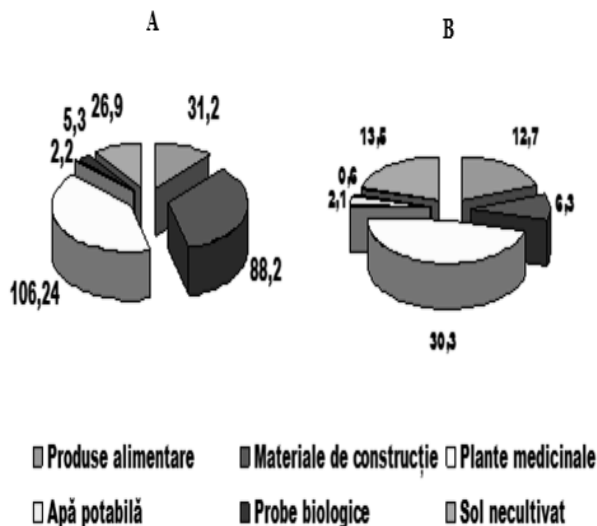 A
B
5,3 26,9 31,2
2,2
106,24
88,2
13,5 12,7
0,6
2,1
6,3
30,3
Produse alimentare Materiale de construcție Plante medicinale
Apă potabilă Probe biologice Sol necultivat